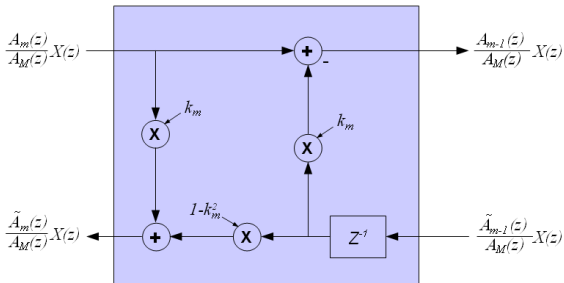 A_m(z)/A_M(z) X(z)
+
-
A_{m-1}(z)/A_M(z) X(z)
k_m
X
k_m
X
Ã_m(z)/A_M(z) X(z)
+
1-k_m^2
X
Z^{-1}
Ã_{m-1}(z)/A_M(z) X(z)